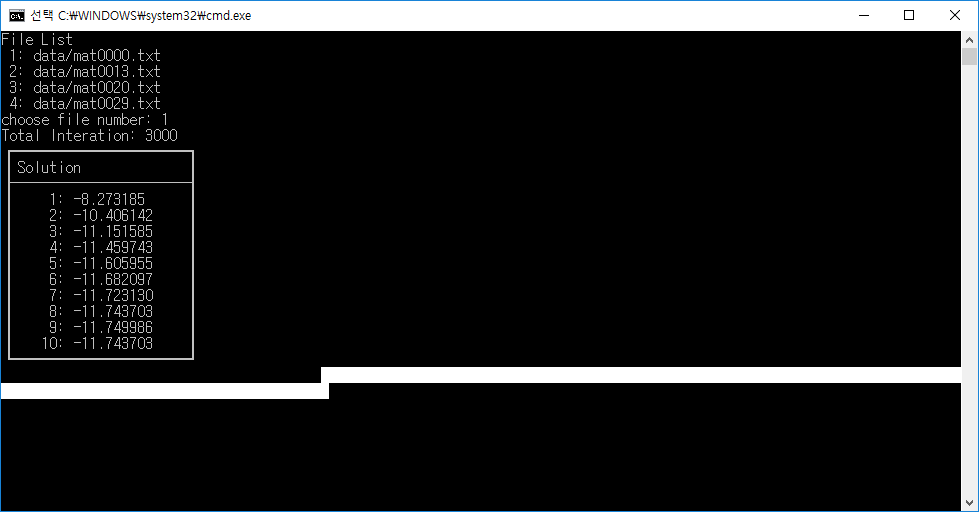 선택 C:₩WINDOWS₩system32₩cmd.exe
File List
1: data/mat0000.txt
2: data/mat0013.txt
3: data/mat0020.txt
4: data/mat0029.txt
choose file number: 1
Total Interation: 3000
Solution
1: -8.273185
2: -10.406142
3: -11.151585
4: -11.459743
5: -11.605955
6: -11.682097
7: -11.723130
8: -11.743703
9: -11.749986
10: -11.743703